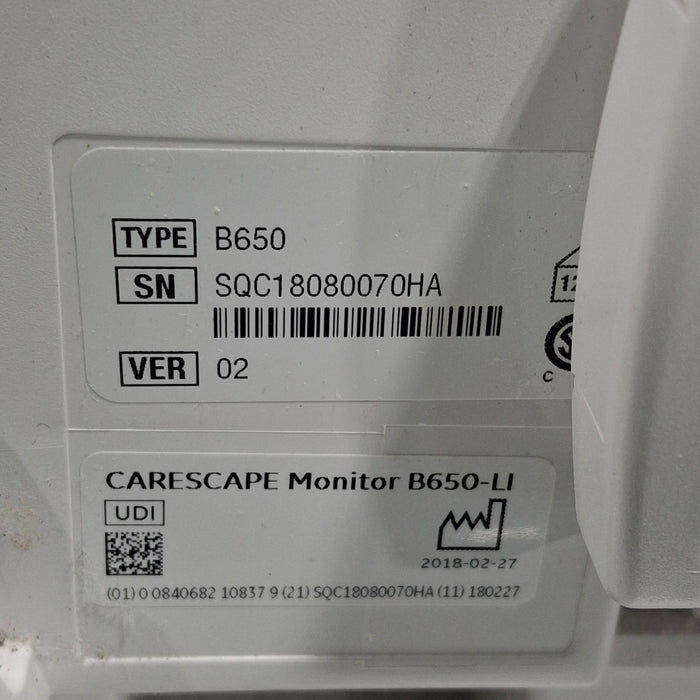 TYPE B650
SN SQC18080070HA
VER 02
C
CARESCAPE Monitor B650-LI
UDI
2018-02-27
(01) 0 0840682 10837 9 (21) SQC18080070HA (11) 180227